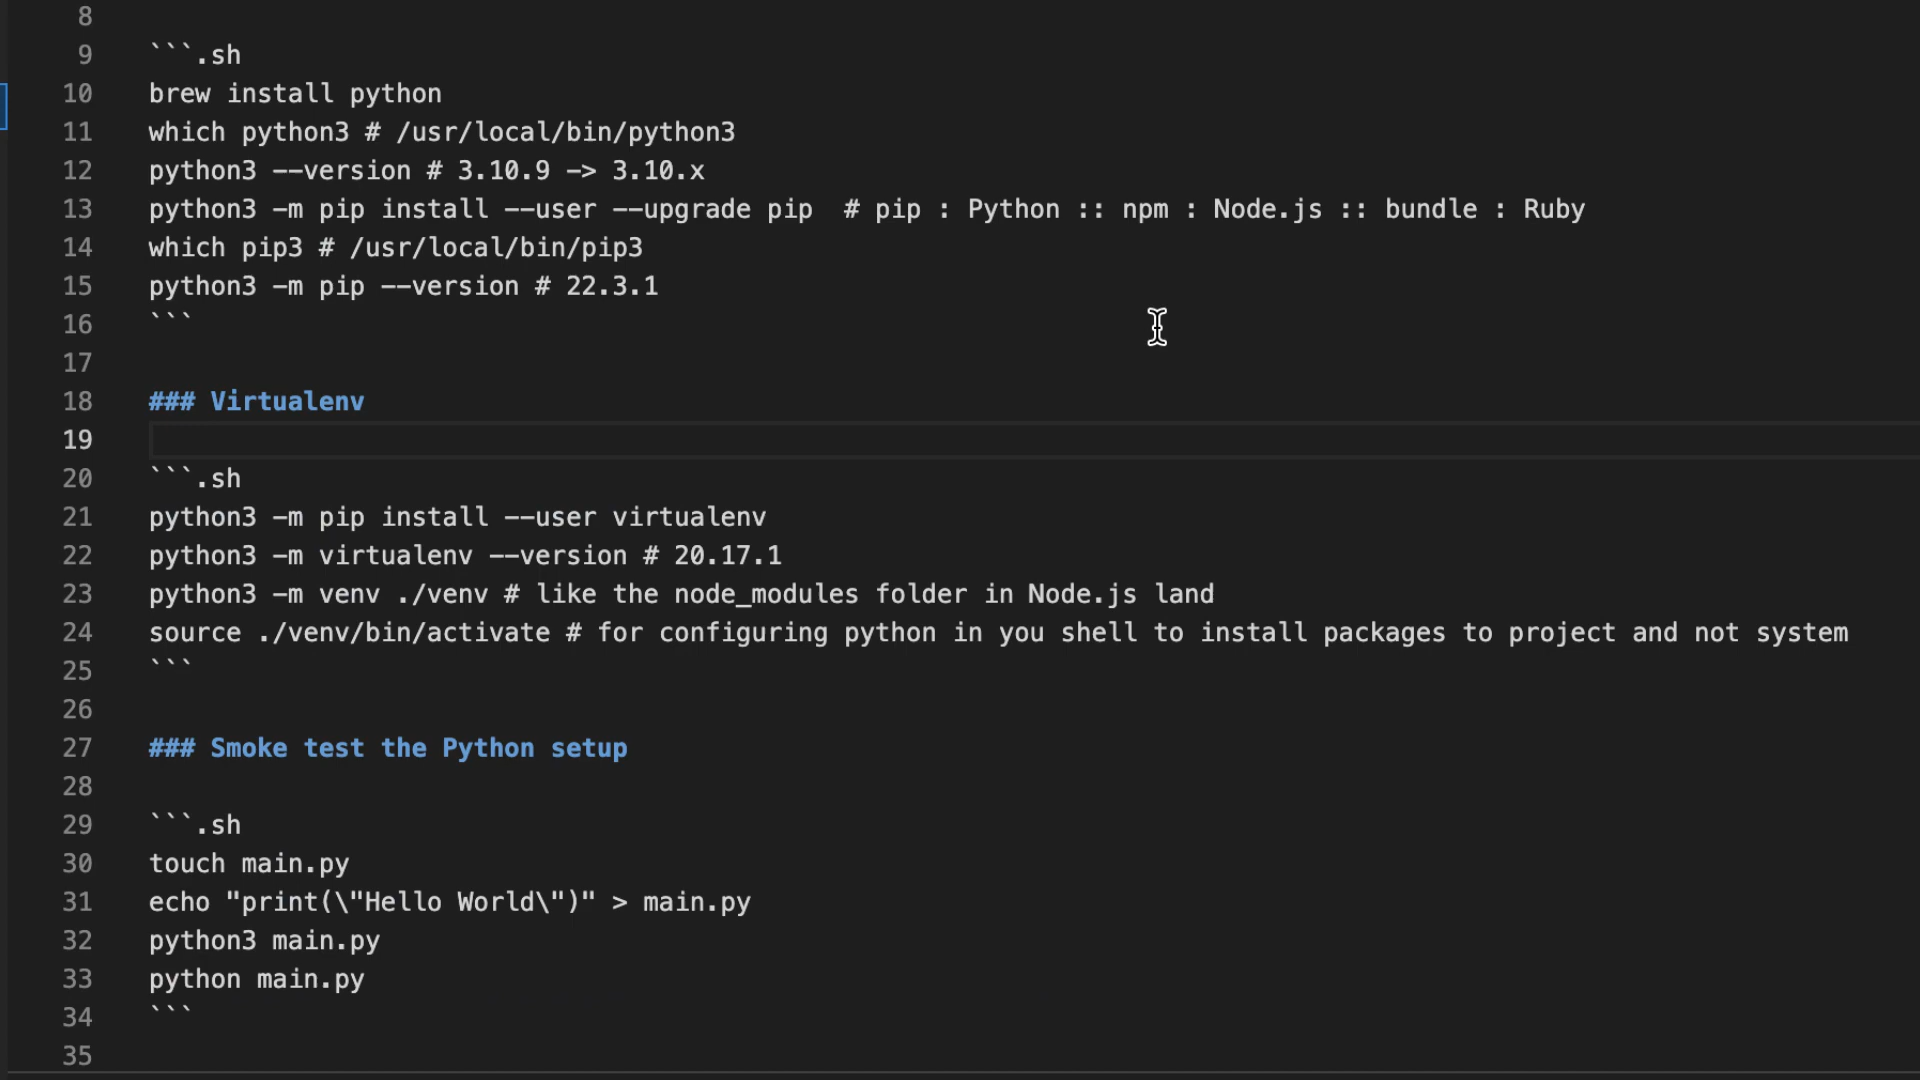 8
9 ```.sh
10 brew install python
11 which python3 # /usr/local/bin/python3
12 python3 --version # 3.10.9 -> 3.10.x
13 python3 -m pip install --user --upgrade pip  # pip : Python :: npm : Node.js :: bundle : Ruby
14 which pip3 # /usr/local/bin/pip3
15 python3 -m pip --version # 22.3.1
16 ```
17
18 ### Virtualenv
19
20 ```.sh
21 python3 -m pip install --user virtualenv
22 python3 -m virtualenv --version # 20.17.1
23 python3 -m venv ./venv # like the node_modules folder in Node.js land
24 source ./venv/bin/activate # for configuring python in you shell to install packages to project and not system
25 ```
26
27 ### Smoke test the Python setup
28
29 ```.sh
30 touch main.py
31 echo "print(\"Hello World\")" > main.py
32 python3 main.py
33 python main.py
34 ```
35